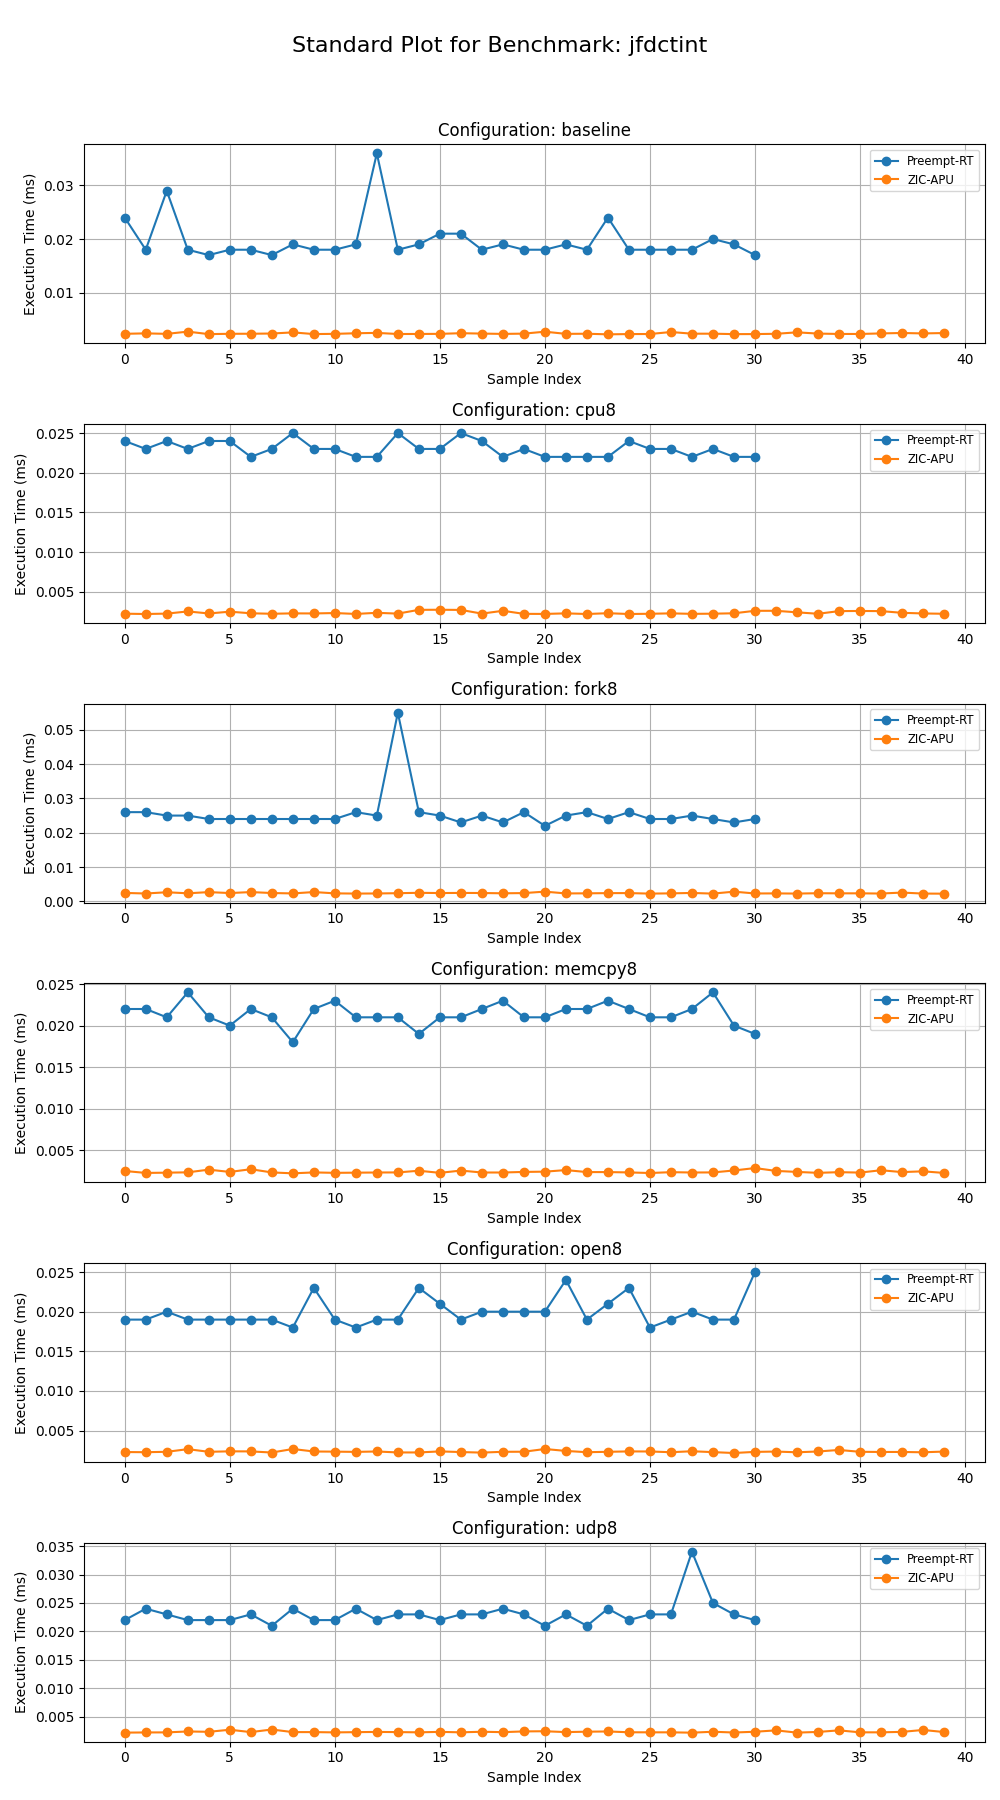 Standard Plot for Benchmark: jfdctint
Configuration: baseline
Execution Time (ms)
0.03
0.02
0.01
Preempt-RT
ZIC-APU
0 5 10 15 20 25 30 35 40
Sample Index
Configuration: cpu8
Execution Time (ms)
0.025
0.020
0.015
0.010
0.005
Preempt-RT
ZIC-APU
0 5 10 15 20 25 30 35 40
Sample Index
Configuration: fork8
Execution Time (ms)
0.05
0.04
0.03
0.02
0.01
0.00
Preempt-RT
ZIC-APU
0 5 10 15 20 25 30 35 40
Sample Index
Configuration: memcpy8
Execution Time (ms)
0.025
0.020
0.015
0.010
0.005
Preempt-RT
ZIC-APU
0 5 10 15 20 25 30 35 40
Sample Index
Configuration: open8
Execution Time (ms)
0.025
0.020
0.015
0.010
0.005
Preempt-RT
ZIC-APU
0 5 10 15 20 25 30 35 40
Sample Index
Configuration: udp8
Execution Time (ms)
0.035
0.030
0.025
0.020
0.015
0.010
0.005
Preempt-RT
ZIC-APU
0 5 10 15 20 25 30 35 40
Sample Index